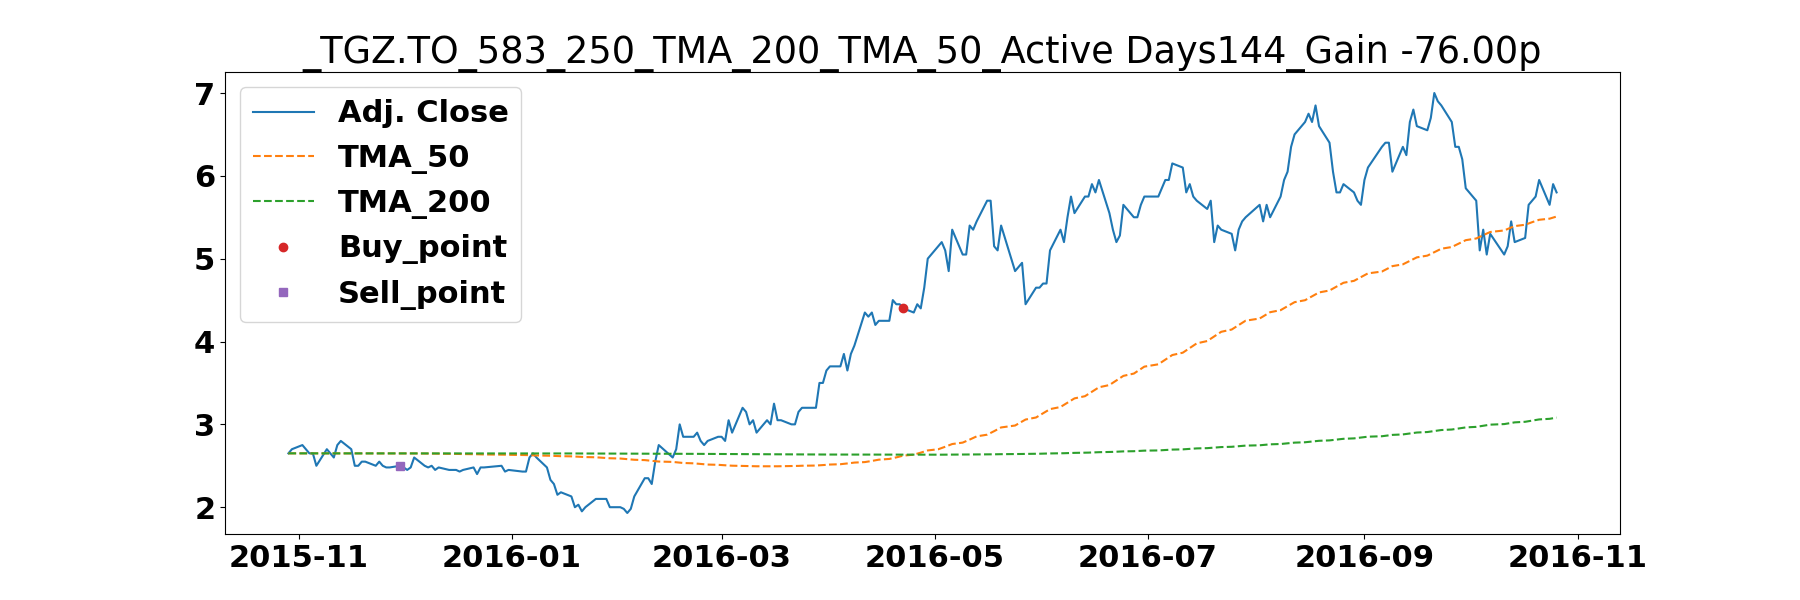 _TGZ.TO_583_250_TMA_200_TMA_50_Active Days144_Gain -76.00p
Adj. Close
TMA_50
TMA_200
Buy_point
Sell_point
7
6
5
4
3
2
2015-11 2016-01 2016-03 2016-05 2016-07 2016-09 2016-11